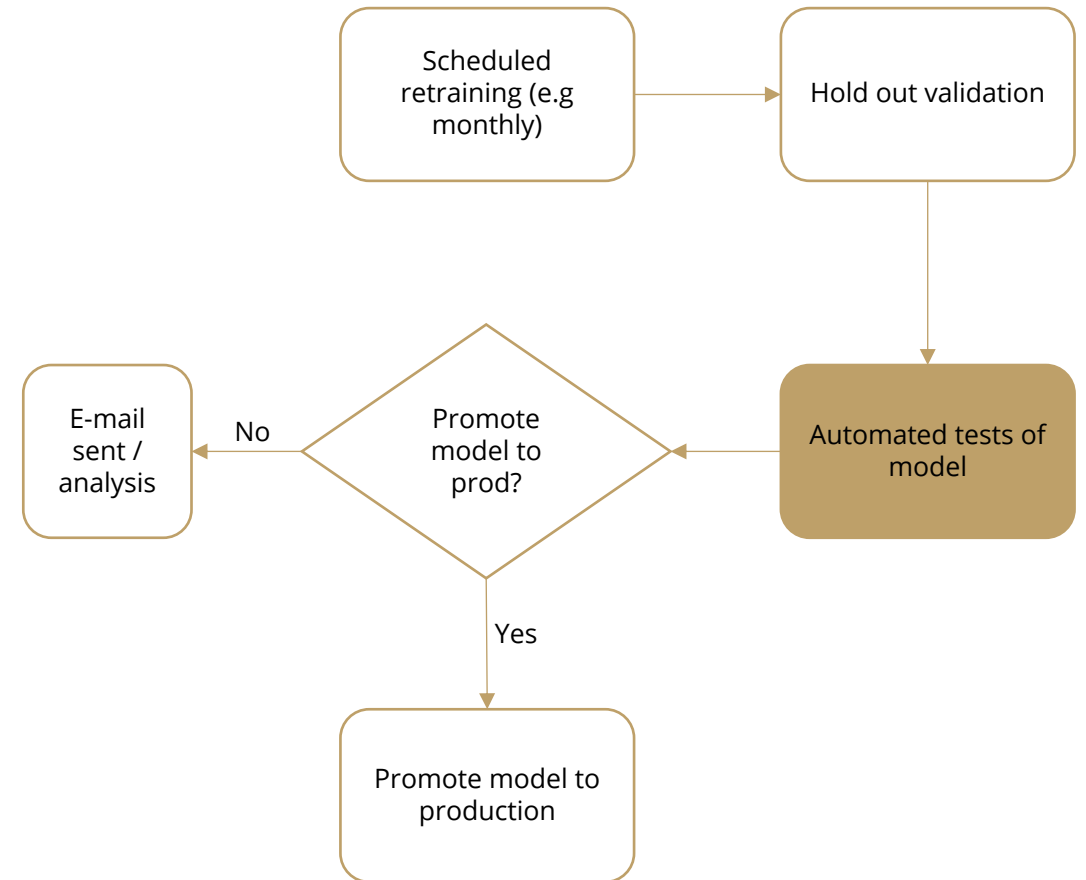 Scheduled
retraining (e.g
monthly)
Hold out validation
E-mail
sent /
analysis
No
Promote
model to
prod?
Automated tests of
model
Yes
Promote model to
production